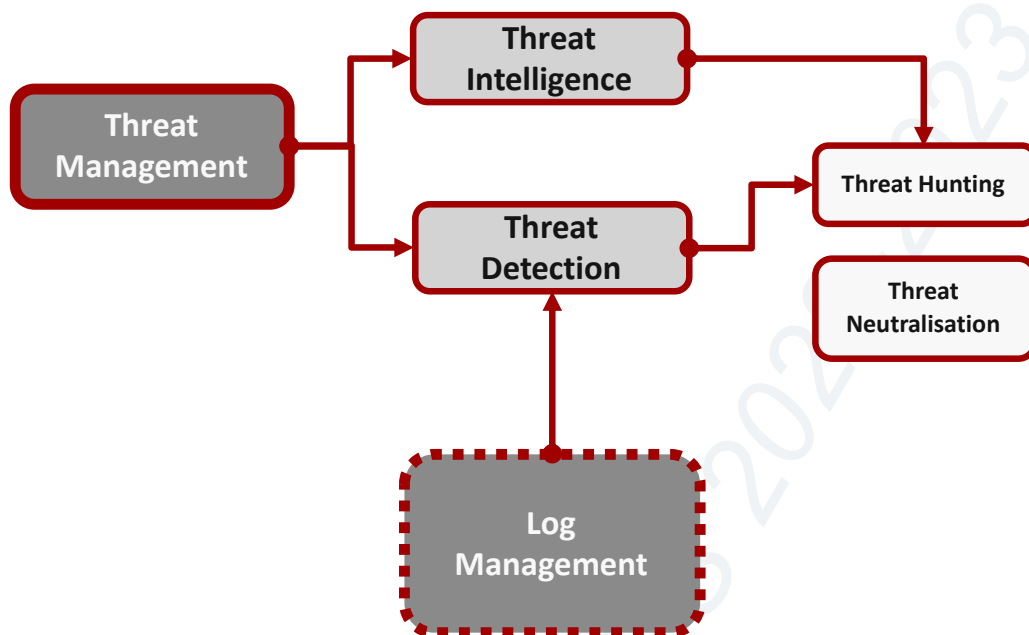 Threat
Intelligence
Threat
Management
Threat Hunting
Threat
Detection
Threat
Neutralisation
Log
Management